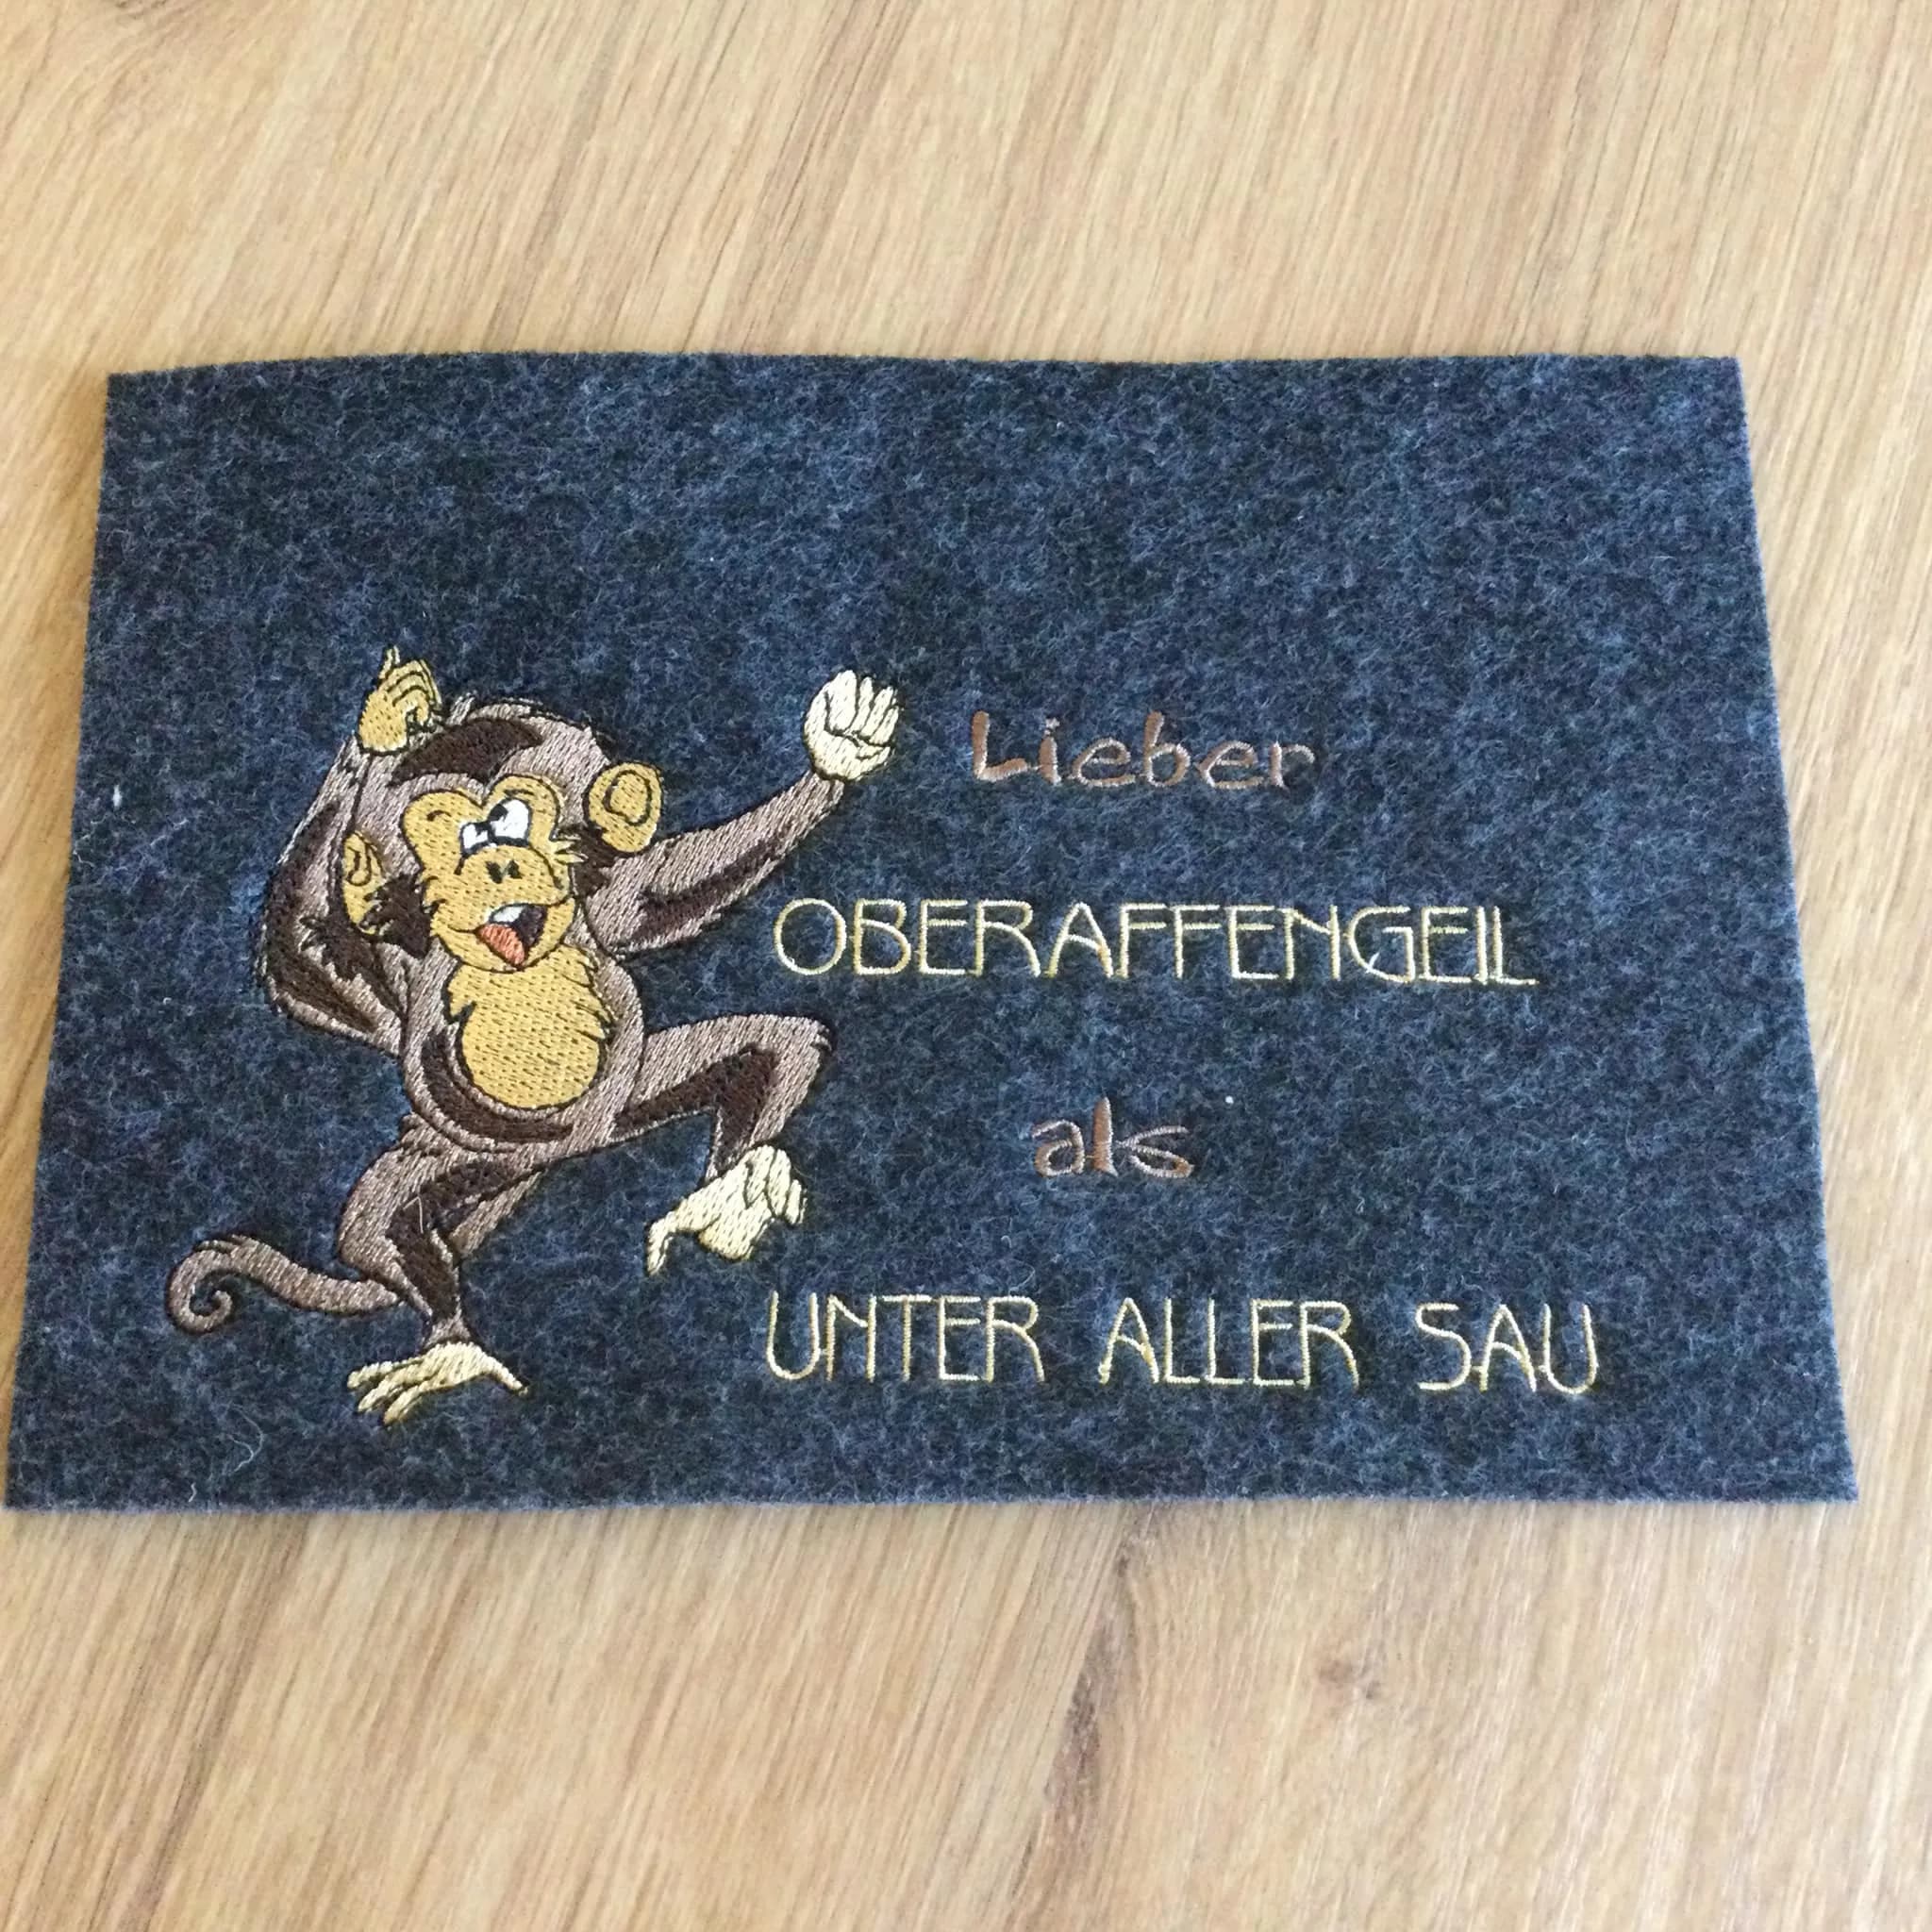 Lieber
OBERAFFENGEIL
als
UNTER ALLER SAU